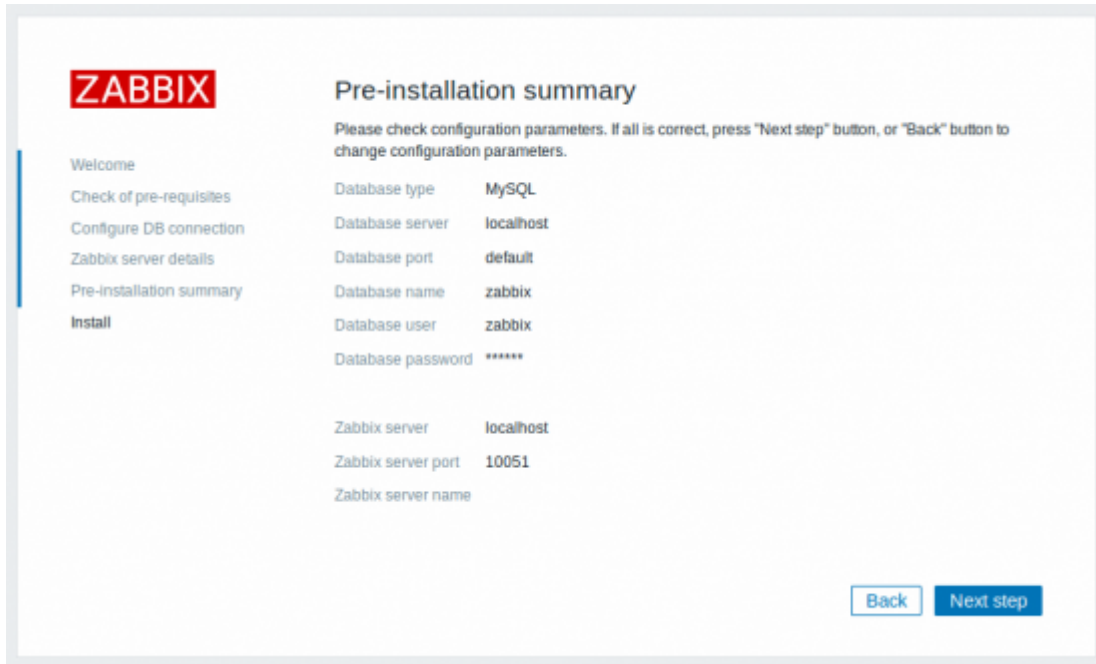 ZABBIX
Welcome
Check of pre-requisites
Configure DB connection
Zabbix server details
Pre-installation summary
Install
Pre-installation summary
Please check configuration parameters. If all is correct, press "Next step" button, or "Back" button to
change configuration parameters.
Database type MySQL
Database server localhost
Database port default
Database name zabbix
Database user zabbix
Database password ******
Zabbix server localhost
Zabbix server port 10051
Zabbix server name
Back Next step